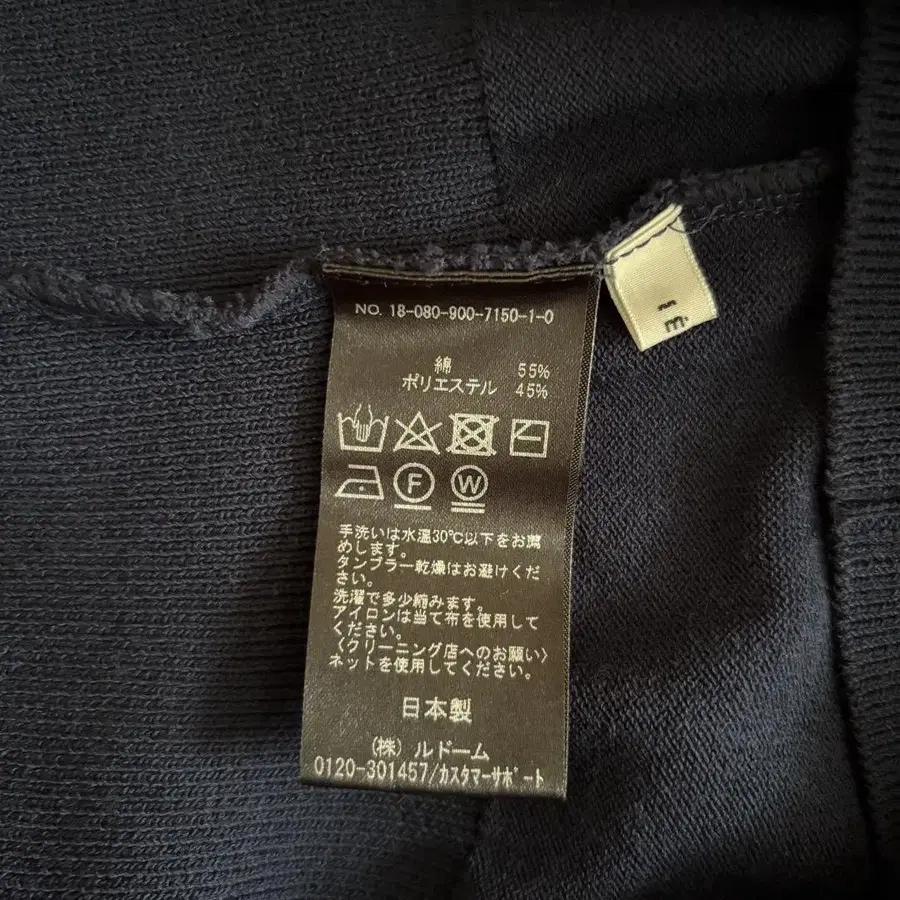 NO. 18-080-900-7150-1-0
綿 55%
ポリエステル 45%
F W
手洗いは水温30℃以下をお薦
めします。
タンブラー乾燥はお避けくだ
さい。
洗濯で多少縮みます。
アイロンは当て布を使用して
ください。
〈クリーニング店へのお願い〉
ネットを使用してください。
日本製
(株) ルドーム
0120-301457/カスタマーサポート